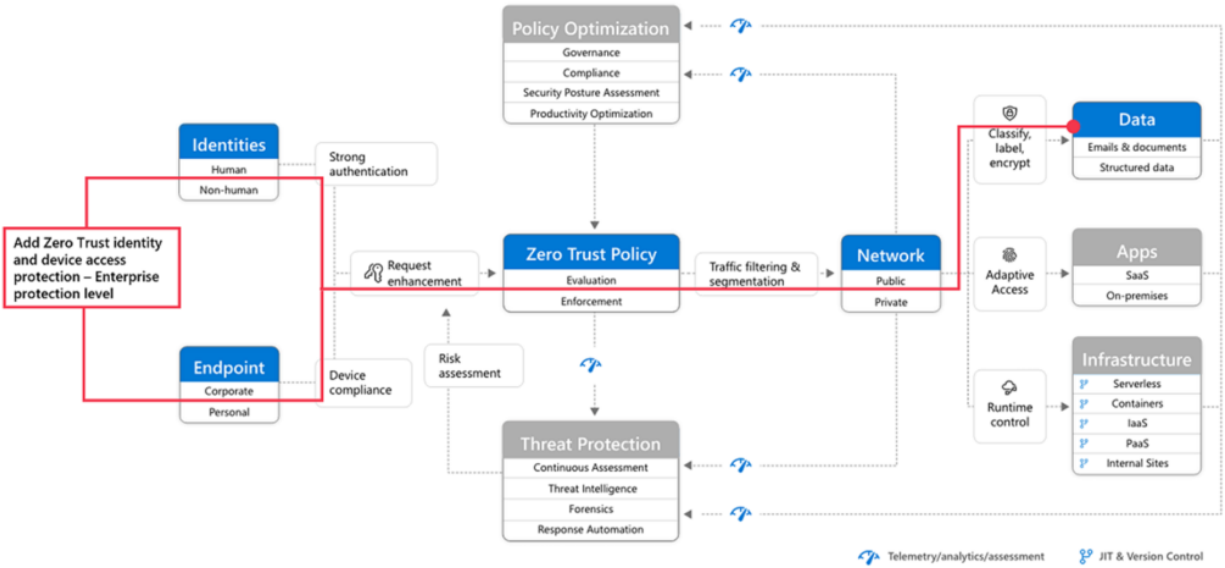 Policy Optimization
Governance
Compliance
Security Posture Assessment
Productivity Optimization
Identities
Human
Non-human
Strong
authentication
Add Zero Trust identity
and device access
protection – Enterprise
protection level
Request
enhancement
Zero Trust Policy
Evaluation
Enforcement
Traffic filtering &
segmentation
Network
Public
Private
Classify,
label,
encrypt
Data
Emails & documents
Structured data
Adaptive
Access
Apps
SaaS
On-premises
Endpoint
Corporate
Personal
Device
compliance
Risk
assessment
Runtime
control
Infrastructure
Serverless
Containers
IaaS
PaaS
Internal Sites
Threat Protection
Continuous Assessment
Threat Intelligence
Forensics
Response Automation
Telemetry/analytics/assessment
JIT & Version Control